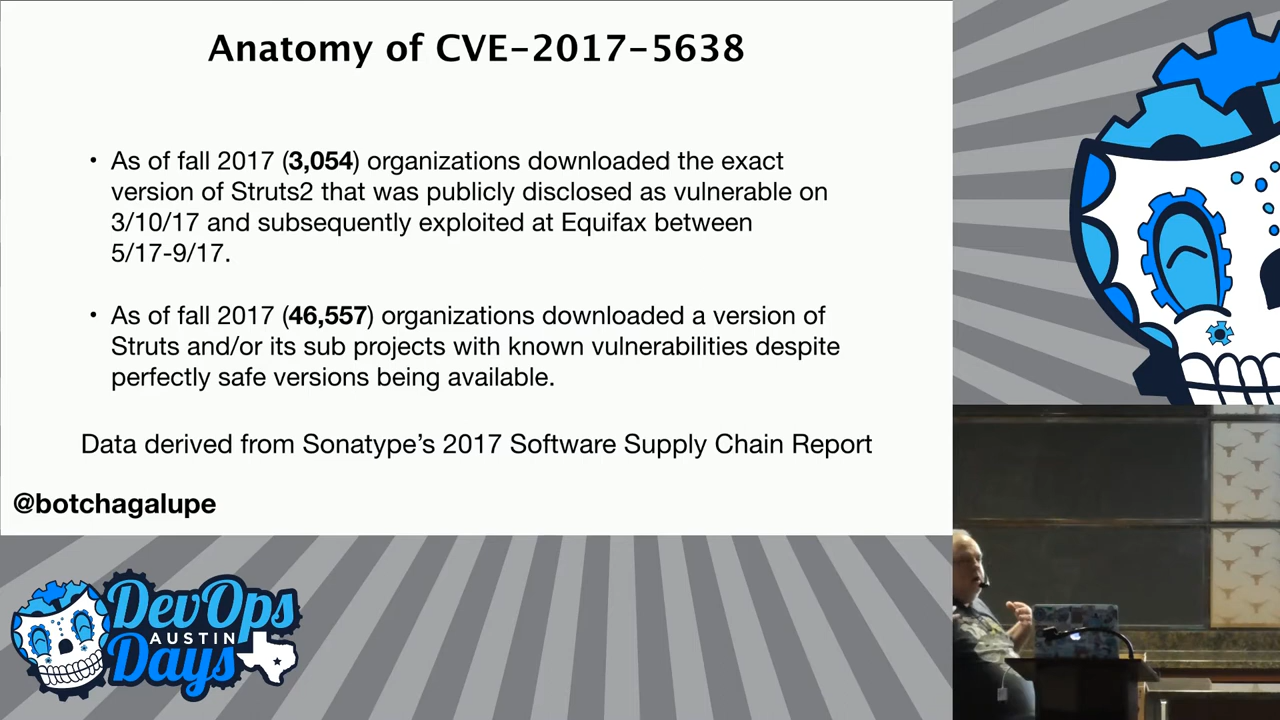 Anatomy of CVE-2017-5638
• As of fall 2017 (3,054) organizations downloaded the exact
version of Struts2 that was publicly disclosed as vulnerable on
3/10/17 and subsequently exploited at Equifax between
5/17-9/17.
• As of fall 2017 (46,557) organizations downloaded a version of
Struts and/or its sub projects with known vulnerabilities despite
perfectly safe versions being available.
Data derived from Sonatype's 2017 Software Supply Chain Report
@botchagalupe
DevOps
AUSTIN
Days